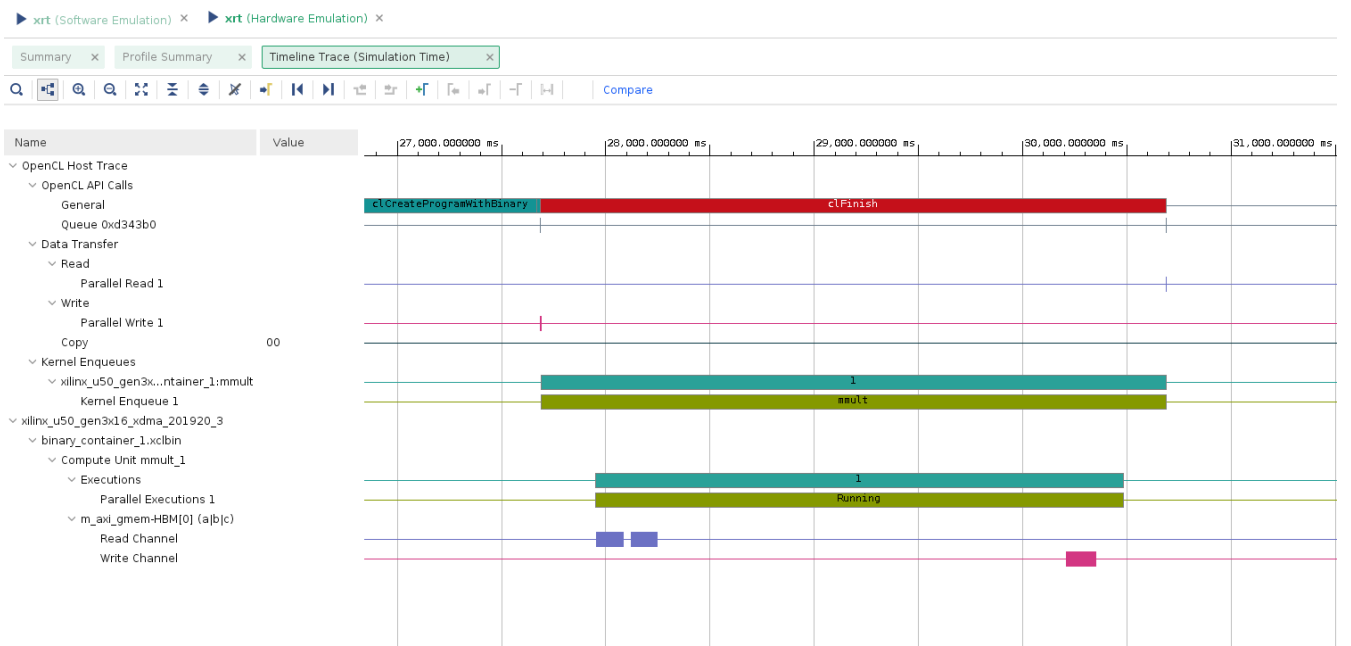 xrt (Software Emulation) × xrt (Hardware Emulation) ×
Summary × Profile Summary × Timeline Trace (Simulation Time) ×
Compare
Name Value 27,000.000000 ms 28,000.000000 ms 29,000.000000 ms 30,000.000000 ms 31,000.000000 ms
OpenCL Host Trace
OpenCL API Calls
General clCreateProgramWithBinary clFinish
Queue 0xd343b0
Data Transfer
Read
Parallel Read 1
Write
Parallel Write 1
Copy 00
Kernel Enqueues
xilinx_u50_gen3x...ntainer_1:mmult 1
Kernel Enqueue 1 mmult
xilinx_u50_gen3x16_xdma_201920_3
binary_container_1.xclbin
Compute Unit mmult_1
Executions 1
Parallel Executions 1 Running
m_axi_gmem-HBM[0] (a|b|c)
Read Channel
Write Channel